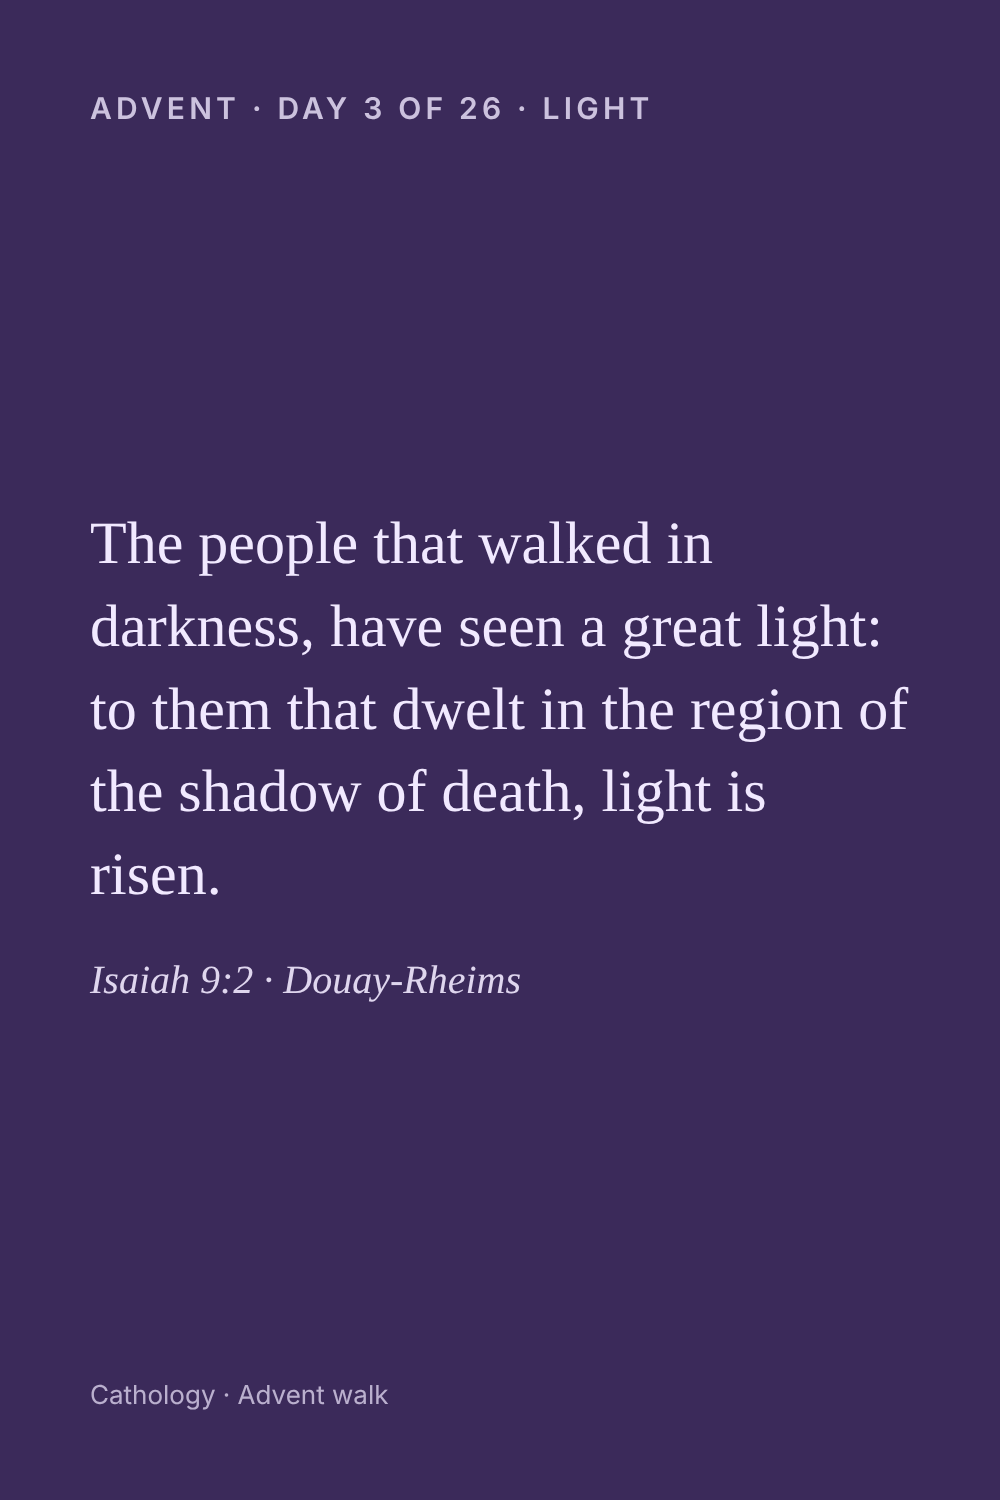 ADVENT · DAY 3 OF 26 · LIGHT
The people that walked in
darkness, have seen a great light:
to them that dwelt in the region of
the shadow of death, light is
risen.
Isaiah 9:2 · Douay-Rheims
Cathology · Advent walk